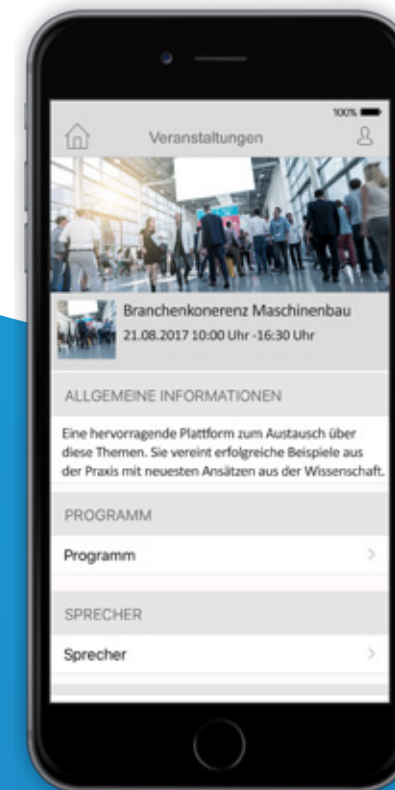 100%
Veranstaltungen
Branchenkonerenz Maschinenbau
21.08.2017 10:00 Uhr -16:30 Uhr
ALLGEMEINE INFORMATIONEN
Eine hervorragende Plattform zum Austausch über
diese Themen. Sie vereint erfolgreiche Beispiele aus
der Praxis mit neuesten Ansätzen aus der Wissenschaft.
PROGRAMM
Programm
SPRECHER
Sprecher